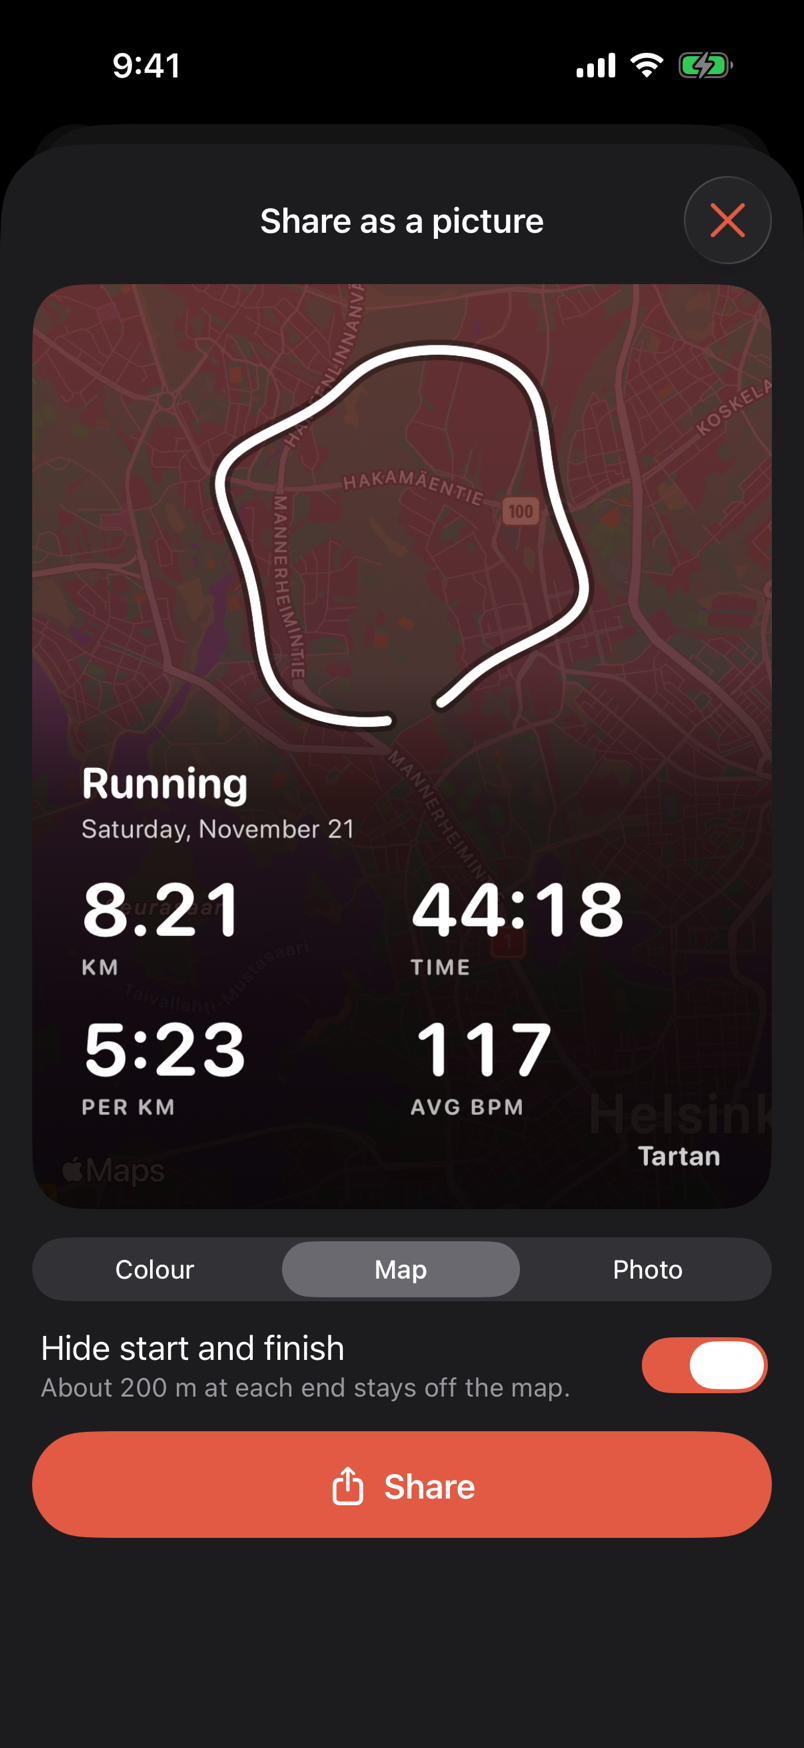 9:41
Share as a picture
HAKAMÄENTIE
KOSKELA
100
MANNERHEIMINTIE
Running
Saturday, November 21
8.21
44:18
KM
TIME
5:23
117
PER KM
AVG BPM
Helsink
Tartan
Maps
Colour
Map
Photo
Hide start and finish
About 200 m at each end stays off the map.
Share